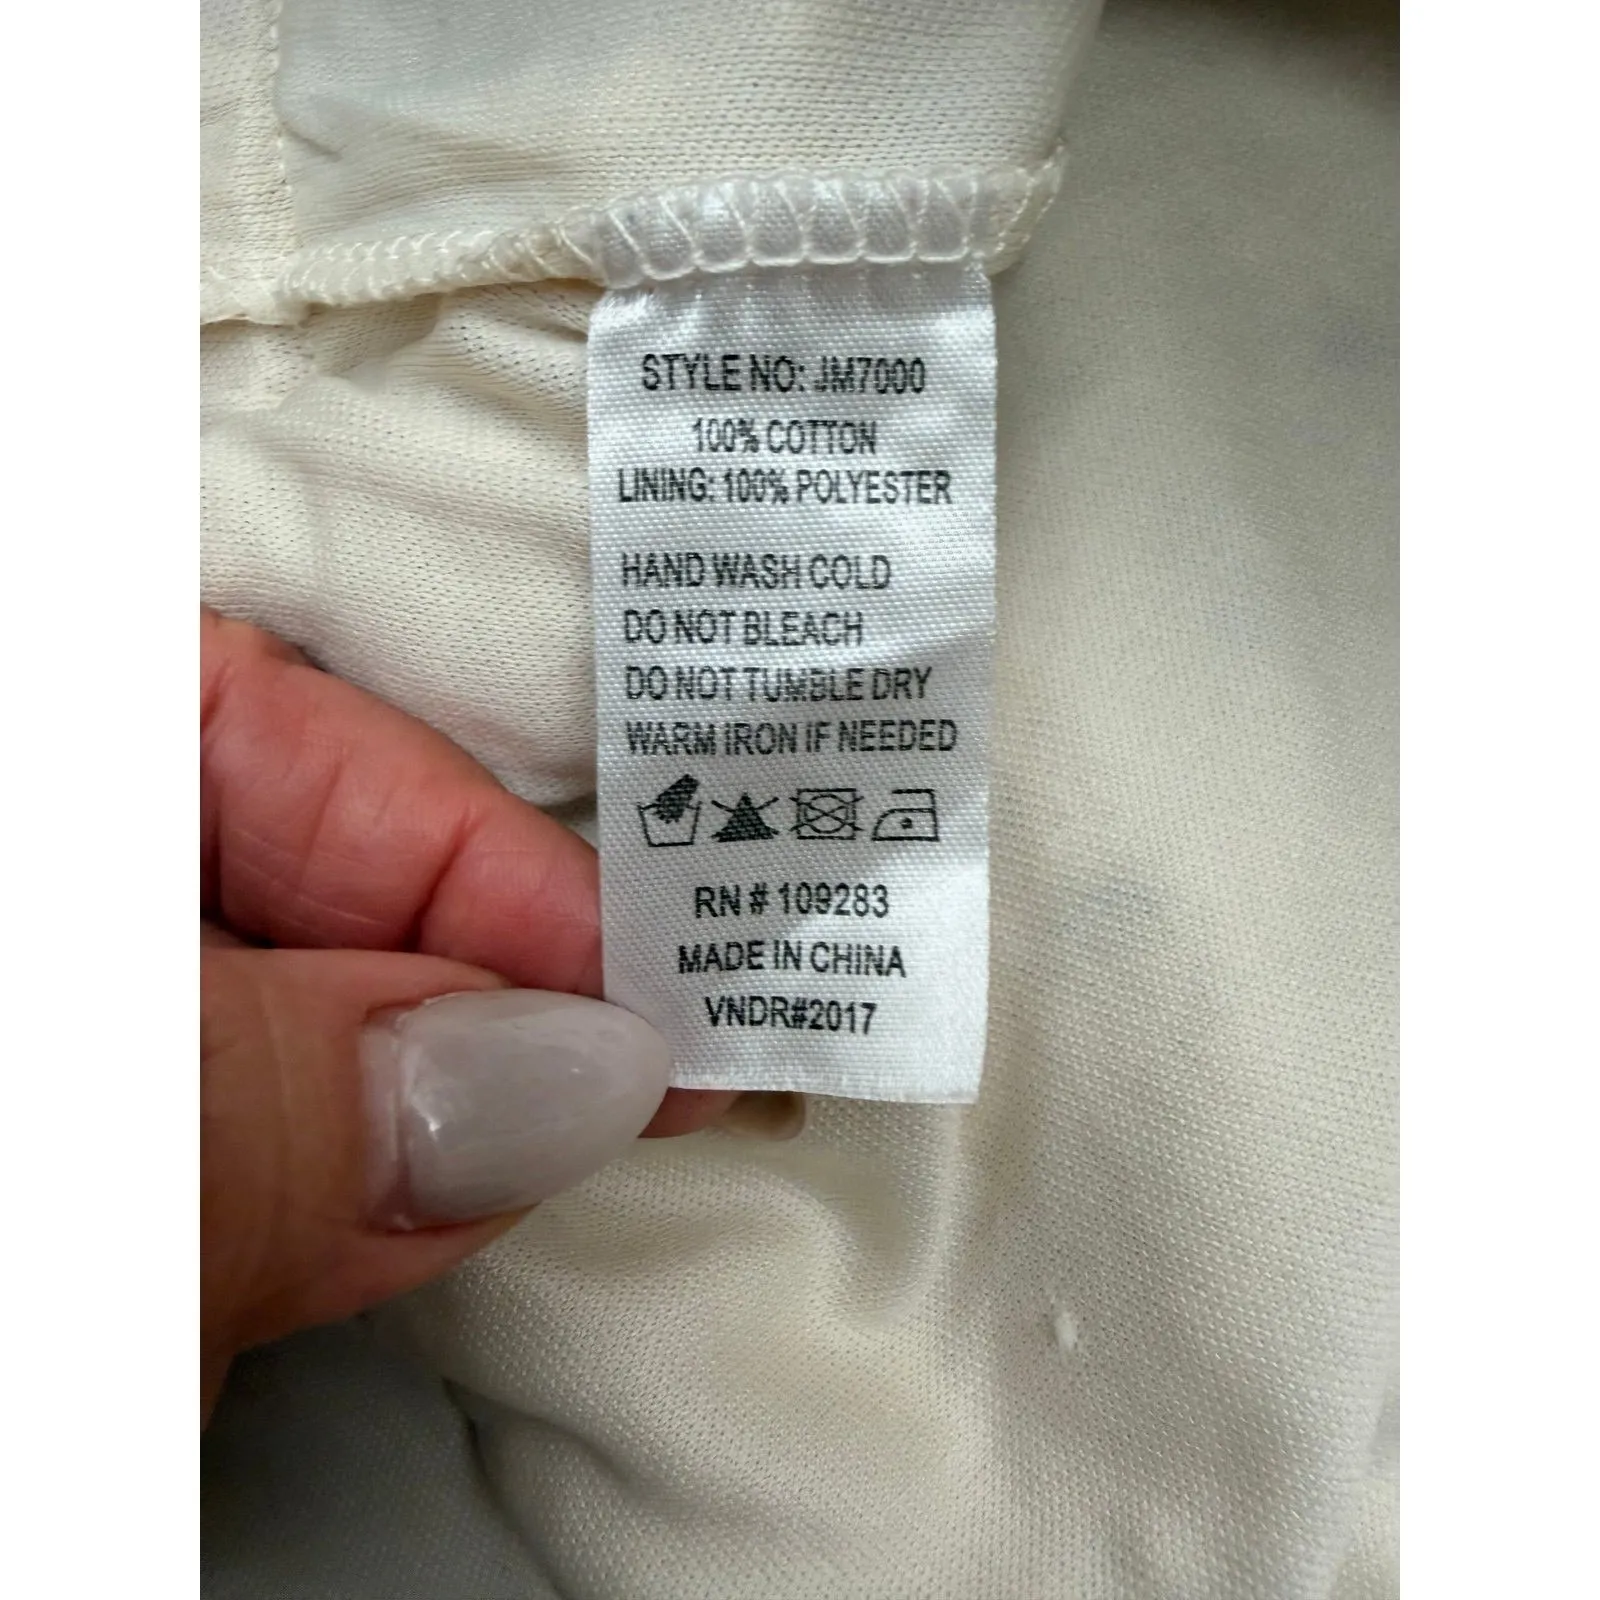 STYLE NO: JM7000
100% COTTON
LINING: 100% POLYESTER
HAND WASH COLD
DO NOT BLEACH
DO NOT TUMBLE DRY
WARM IRON IF NEEDED
RN # 109283
MADE IN CHINA
VNDR#2017